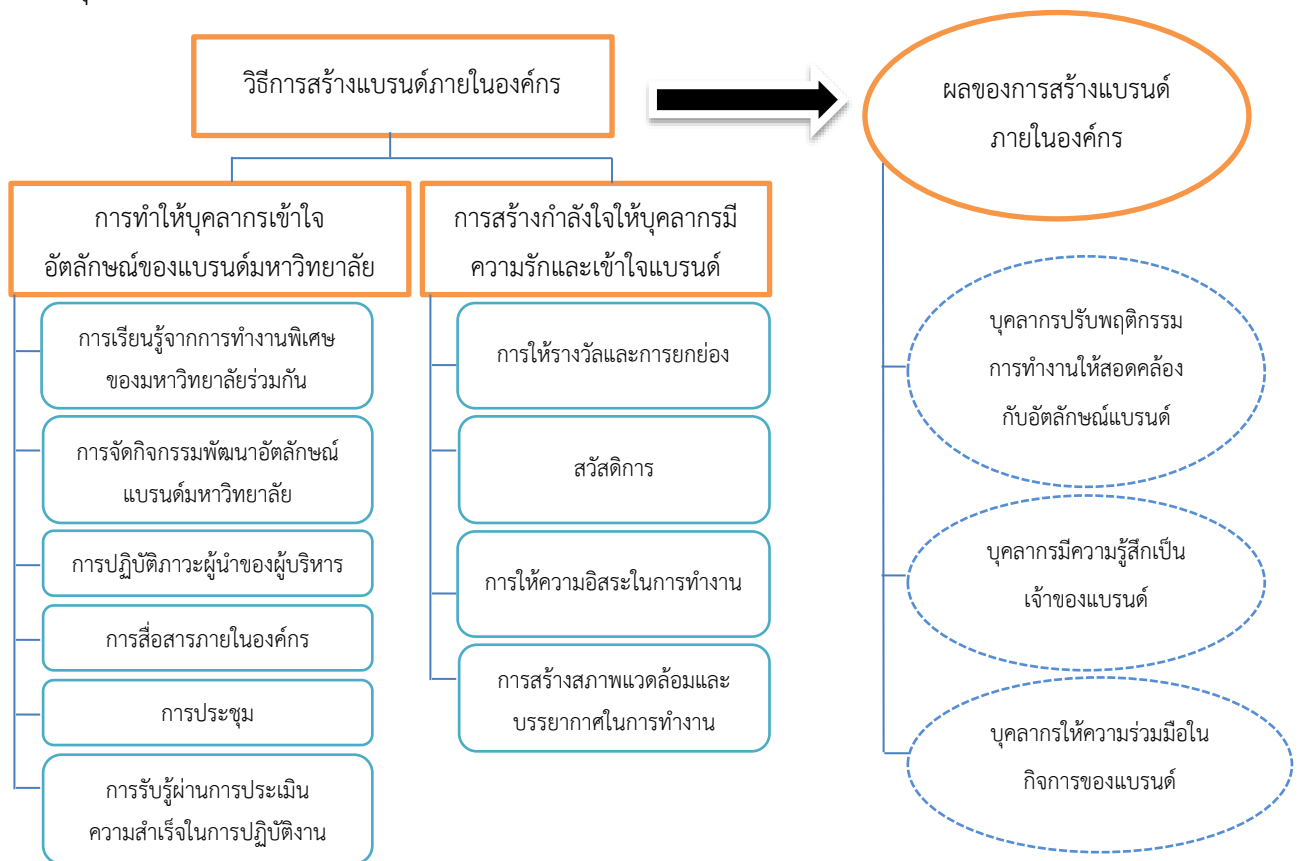 วิธีการสร้างแบรนด์ภายในองค์กร
ผลของการสร้างแบรนด์
ภายในองค์กร
การทำให้บุคลากรเข้าใจ
อัตลักษณ์ของแบรนด์มหาวิทยาลัย
การเรียนรู้จากการทำงานพิเศษ
ของมหาวิทยาลัยร่วมกัน
การจัดกิจกรรมพัฒนาอัตลักษณ์
แบรนด์มหาวิทยาลัย
การปฏิบัติภาวะผู้นำของผู้บริหาร
การสื่อสารภายในองค์กร
การประชุม
การรับรู้ผ่านการประเมิน
ความสำเร็จในการปฏิบัติงาน
การสร้างกำลังใจให้บุคลากรมี
ความรักและเข้าใจแบรนด์
การให้รางวัลและการยกย่อง
สวัสดิการ
การให้ความอิสระในการทำงาน
การสร้างสภาพแวดล้อมและ
บรรยากาศในการทำงาน
บุคลากรปรับพฤติกรรม
การทำงานให้สอดคล้อง
กับอัตลักษณ์แบรนด์
บุคลากรมีความรู้สึกเป็น
เจ้าของแบรนด์
บุคลากรให้ความร่วมมือใน
กิจการของแบรนด์